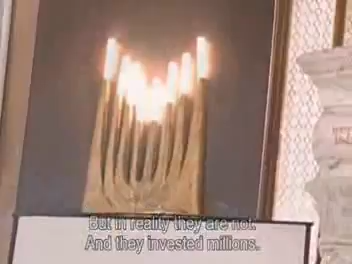 But in reality they are not.
And they invested millions.